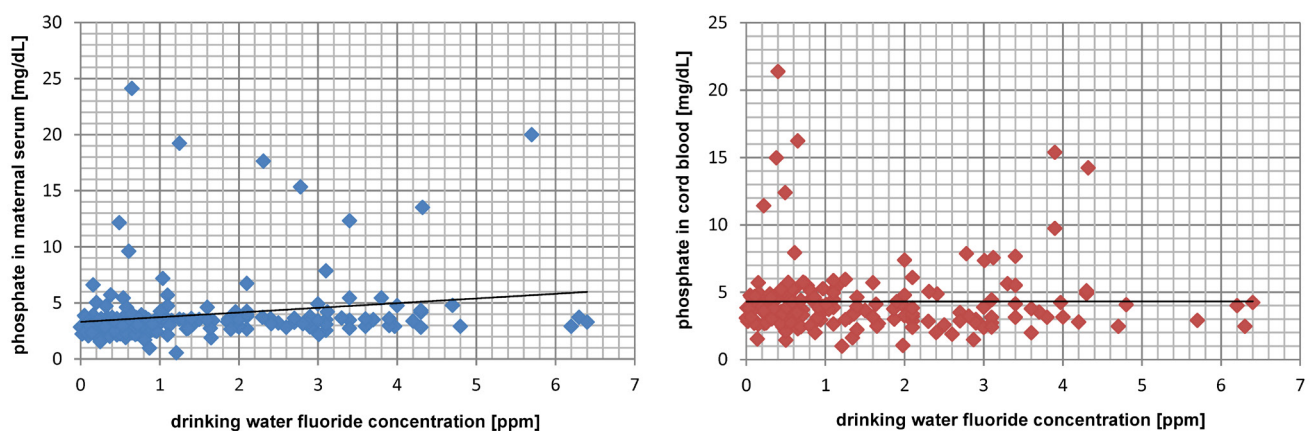 phosphate in maternal serum [mg/dL]
30
25
20
15
10
5
0
0 1 2 3 4 5 6 7
drinking water fluoride concentration [ppm]
phosphate in cord blood [mg/dL]
25
20
15
10
5
0
0 1 2 3 4 5 6 7
drinking water fluoride concentration [ppm]